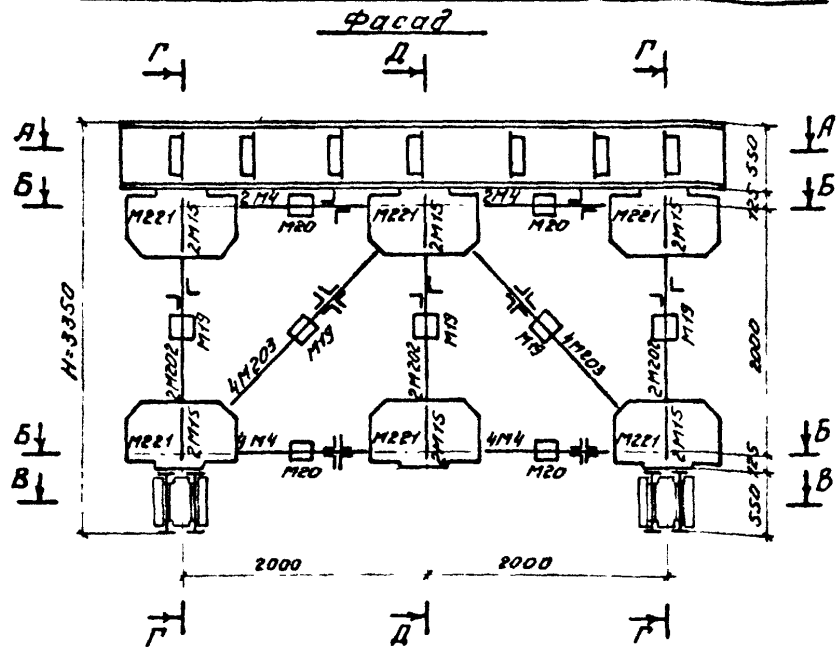 Фасад
Г Д Г
А А
550
Б 2М4 2М4 Б
125
М221 2М15 М20 М221 2М15 М20 М221 2М15
Н=3350
М19 М19 М19 М19 М19
2000
2М202 4М203 2М202 4М203 2М202
Б Б
М221 2М15 4М4 М20 М221 2М15 4М4 М20 М221 2М15
125
В В
550
2000 2000
Г Д Г